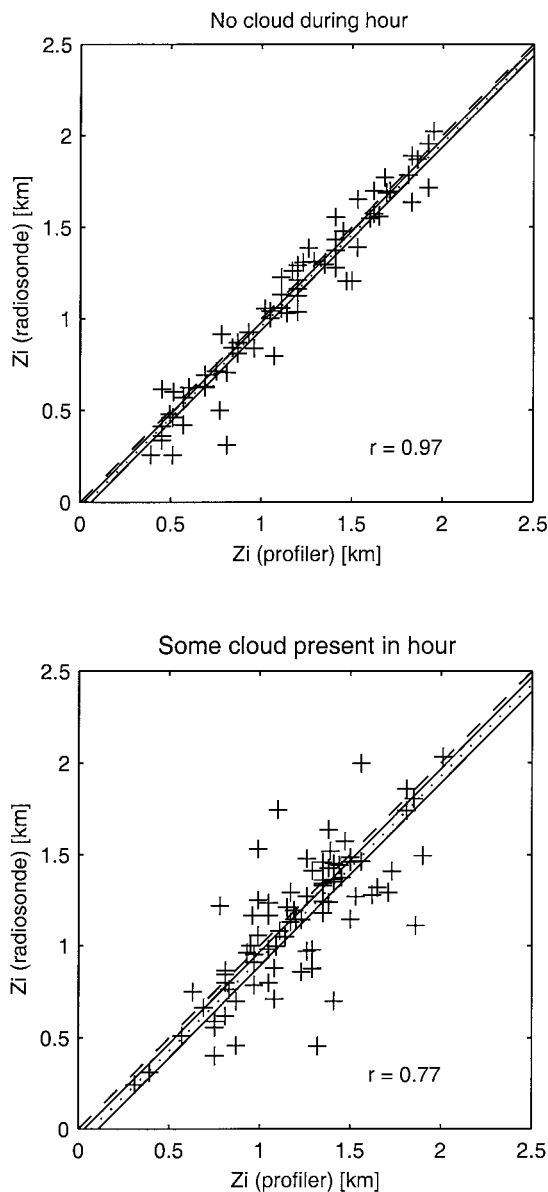 No cloud during hour
2.5
2
1.5
1
0.5
0
Zi (radiosonde) [km]
r = 0.97
0.5
1
1.5
2
2.5
Zi (profiler) [km]
Some cloud present in hour
2.5
2
1.5
1
0.5
0
Zi (radiosonde) [km]
r = 0.77
0
0.5
1
1.5
2
2.5
Zi (profiler) [km]